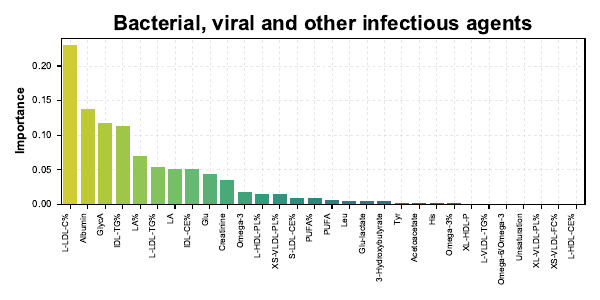 Bacterial, viral and other infectious agents
Importance
0.20
0.15
0.10
0.05
0.00
L-LDL-C%
Albumin
GlycA
IDL-TG%
LA%
L-LDL-TG%
LA
IDL-CE%
Glu
Creatinine
Omega-3
L-HDL-PL%
XS-VLDL-PL%
S-LDL-CE%
PUFA%
PUFA
Leu
Glu-lactate
3-Hydroxybutyrate
Tyr
Acetoacetate
His
Omega-3%
XL-HDL-P
L-VLDL-TG%
Omega-6/Omega-3
Unsaturation
XL-VLDL-PL%
XS-VLDL-FC%
L-HDL-CE%